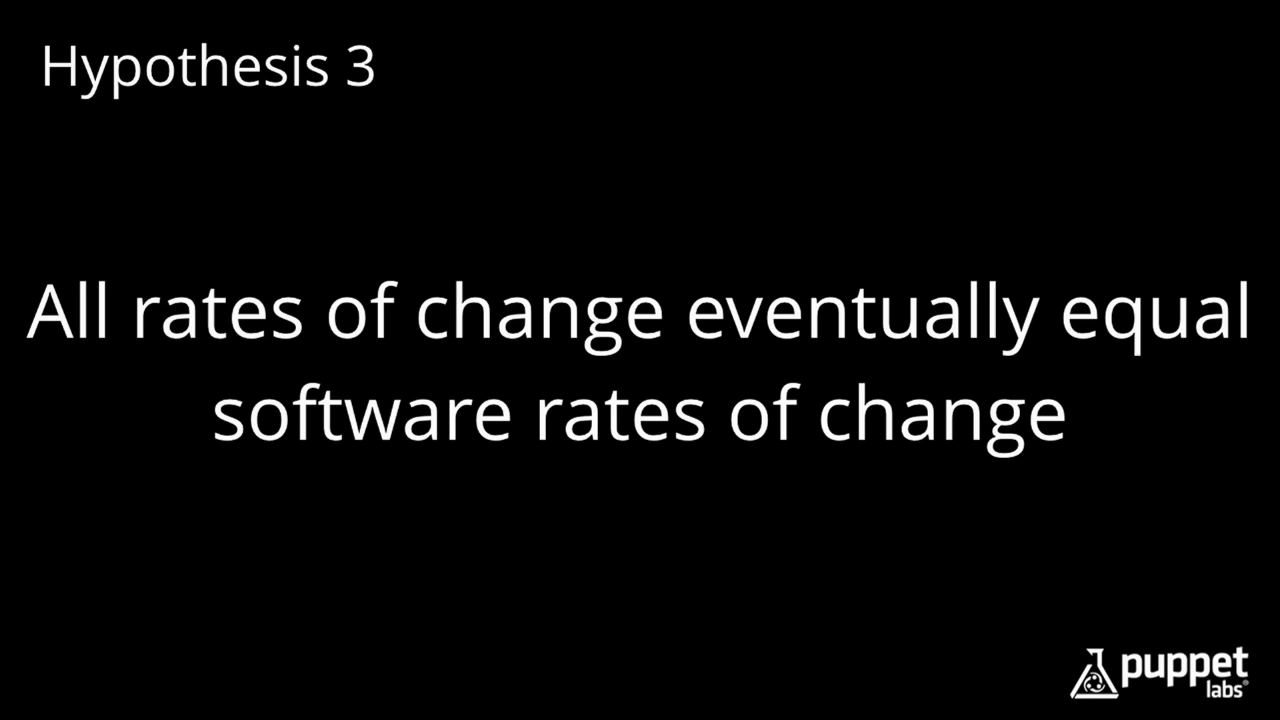 Hypothesis 3
All rates of change eventually equal
software rates of change
puppet
labs